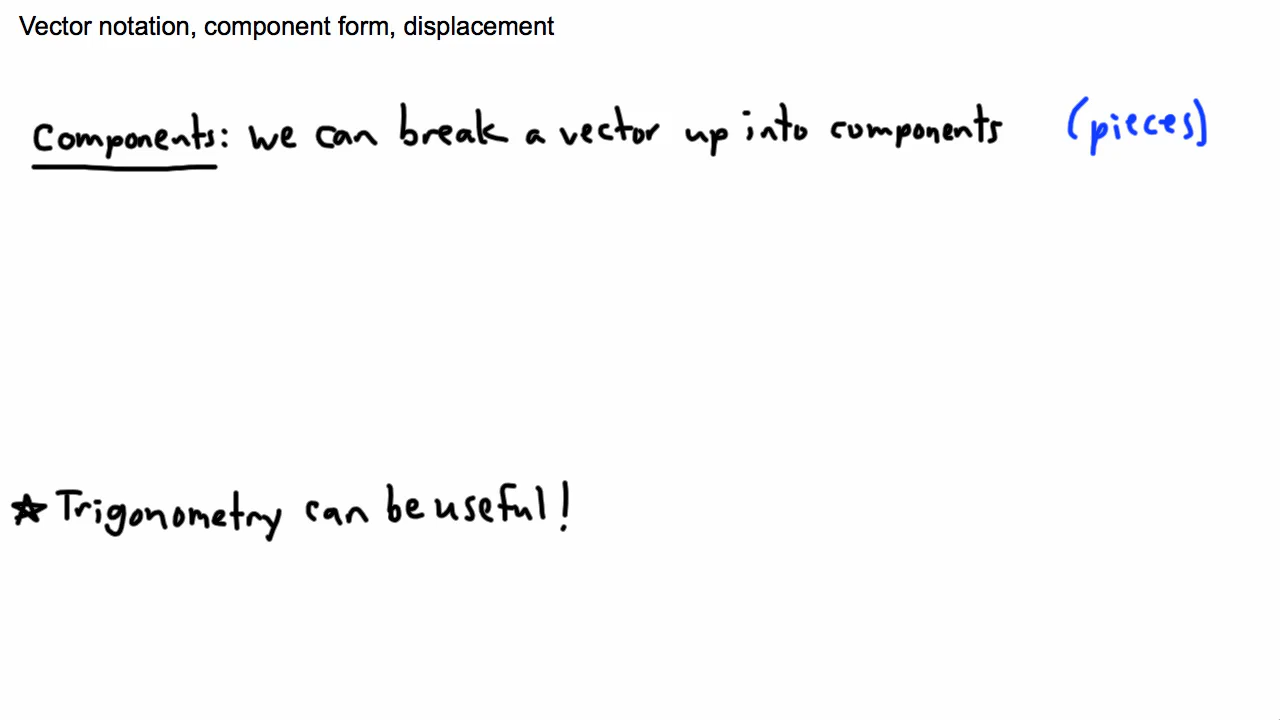 Vector notation, component form, displacement
Components: we can break a vector up into components (pieces)
★ Trigonometry can be useful!